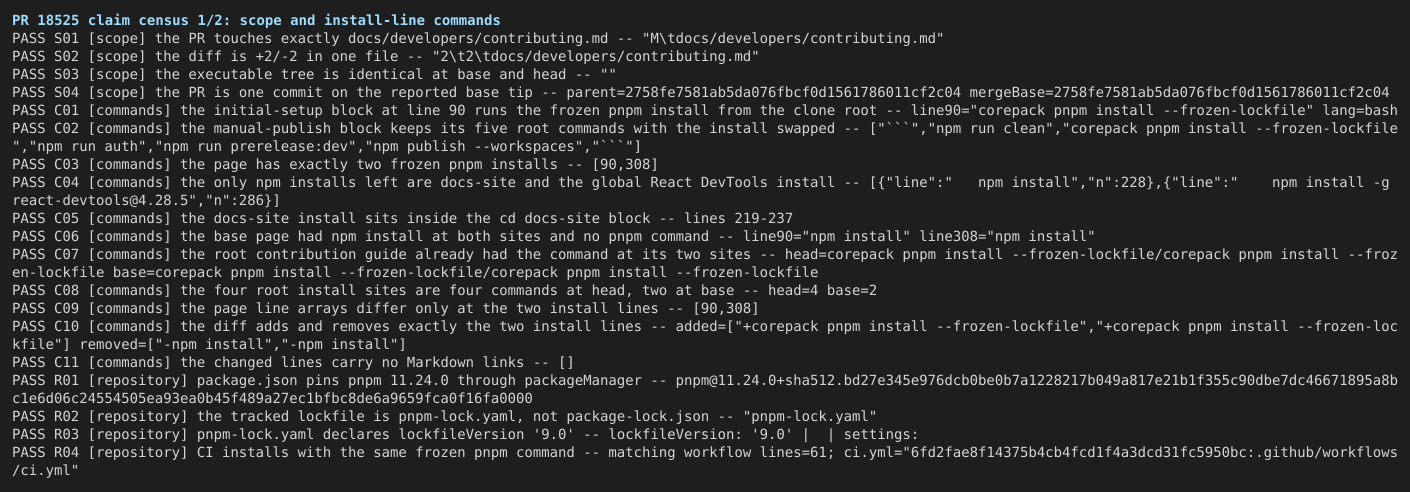 PR 18525 claim census 1/2: scope and install-line commands
PASS S01 [scope] the PR touches exactly docs/developers/contributing.md -- "M\tdocs/developers/contributing.md"
PASS S02 [scope] the diff is +2/-2 in one file -- "2\t2\tdocs/developers/contributing.md"
PASS S03 [scope] the executable tree is identical at base and head -- ""
PASS S04 [scope] the PR is one commit on the reported base tip -- parent=2758fe7581ab5da076fbcf0d1561786011cf2c04 mergeBase=2758fe7581ab5da076fbcf0d1561786011cf2c04
PASS C01 [commands] the initial-setup block at line 90 runs the frozen pnpm install from the clone root -- line90="corepack pnpm install --frozen-lockfile" lang=bash
PASS C02 [commands] the manual-publish block keeps its five root commands with the install swapped -- ["```","npm run clean","corepack pnpm install --frozen-lockfile
","npm run auth","npm run prerelease:dev","npm publish --workspaces","```"]
PASS C03 [commands] the page has exactly two frozen pnpm installs -- [90,308]
PASS C04 [commands] the only npm installs left are docs-site and the global React DevTools install -- [{"line":"   npm install","n":228},{"line":"    npm install -g
react-devtools@4.28.5","n":286}]
PASS C05 [commands] the docs-site install sits inside the cd docs-site block -- lines 219-237
PASS C06 [commands] the base page had npm install at both sites and no pnpm command -- line90="npm install" line308="npm install"
PASS C07 [commands] the root contribution guide already had the command at its two sites -- head=corepack pnpm install --frozen-lockfile/corepack pnpm install --froz
en-lockfile base=corepack pnpm install --frozen-lockfile/corepack pnpm install --frozen-lockfile
PASS C08 [commands] the four root install sites are four commands at head, two at base -- head=4 base=2
PASS C09 [commands] the page line arrays differ only at the two install lines -- [90,308]
PASS C10 [commands] the diff adds and removes exactly the two install lines -- added=["+corepack pnpm install --frozen-lockfile","+corepack pnpm install --frozen-loc
kfile"] removed=["-npm install","-npm install"]
PASS C11 [commands] the changed lines carry no Markdown links -- []
PASS R01 [repository] package.json pins pnpm 11.24.0 through packageManager -- pnpm@11.24.0+sha512.bd27e345e976dcb0be0b7a1228217b049a817e21b1f355c90dbe7dc46671895a8b
c1e6d06c24554505ea93ea0b45f489a27ec1bfbc8de6a9659fca0f16fa0000
PASS R02 [repository] the tracked lockfile is pnpm-lock.yaml, not package-lock.json -- "pnpm-lock.yaml"
PASS R03 [repository] pnpm-lock.yaml declares lockfileVersion '9.0' -- lockfileVersion: '9.0' |  | settings:
PASS R04 [repository] CI installs with the same frozen pnpm command -- matching workflow lines=61; ci.yml="6fd2fae8f14375b4cb4fcd1f4a3dcd31fc5950bc:.github/workflows
/ci.yml"